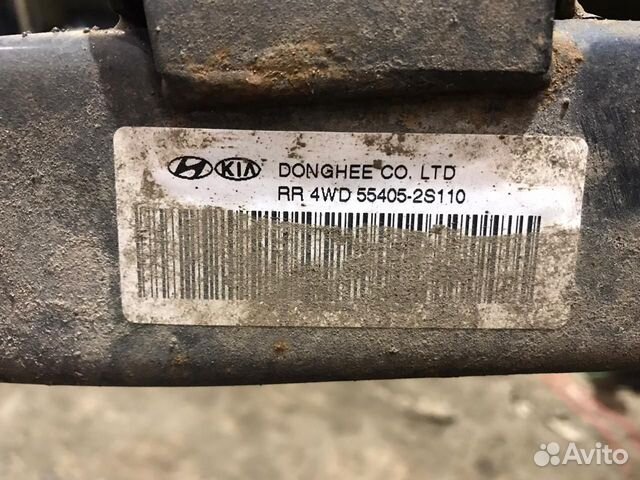 KIA DONGHEE CO. LTD
RR 4WD 55405-2S110
Avito